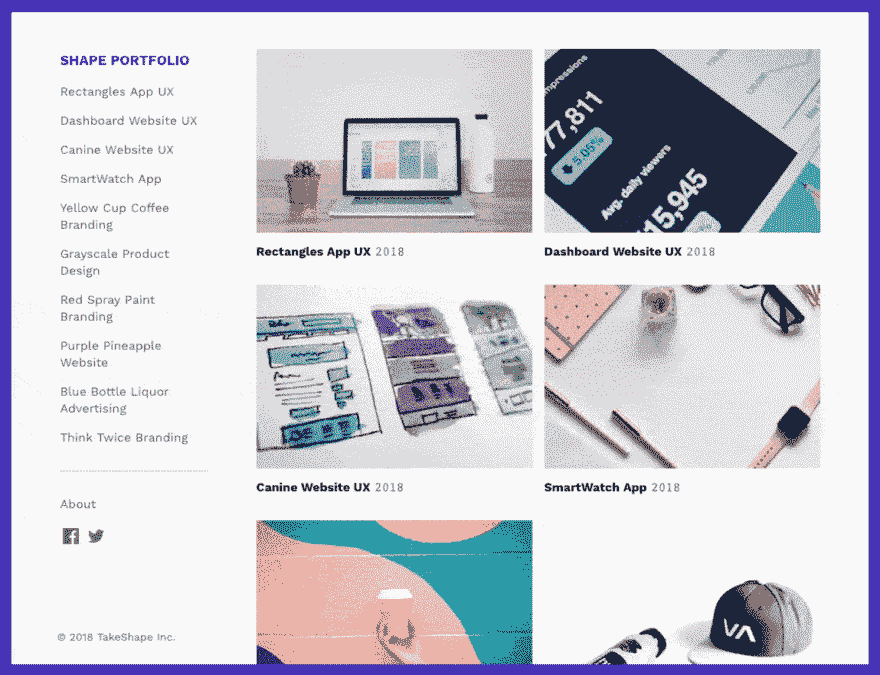 SHAPE PORTFOLIO
Rectangles App UX
Dashboard Website UX
Canine Website UX
SmartWatch App
Yellow Cup Coffee
Branding
Grayscale Product
Design
Red Spray Paint
Branding
Purple Pineapple
Website
Blue Bottle Liquor
Advertising
Think Twice Branding
About
© 2018 TakeShape Inc.
impressions
77,811
5.05%
Avg. daily viewers
15,945
Rectangles App UX 2018
Dashboard Website UX 2018
Canine Website UX 2018
SmartWatch App 2018